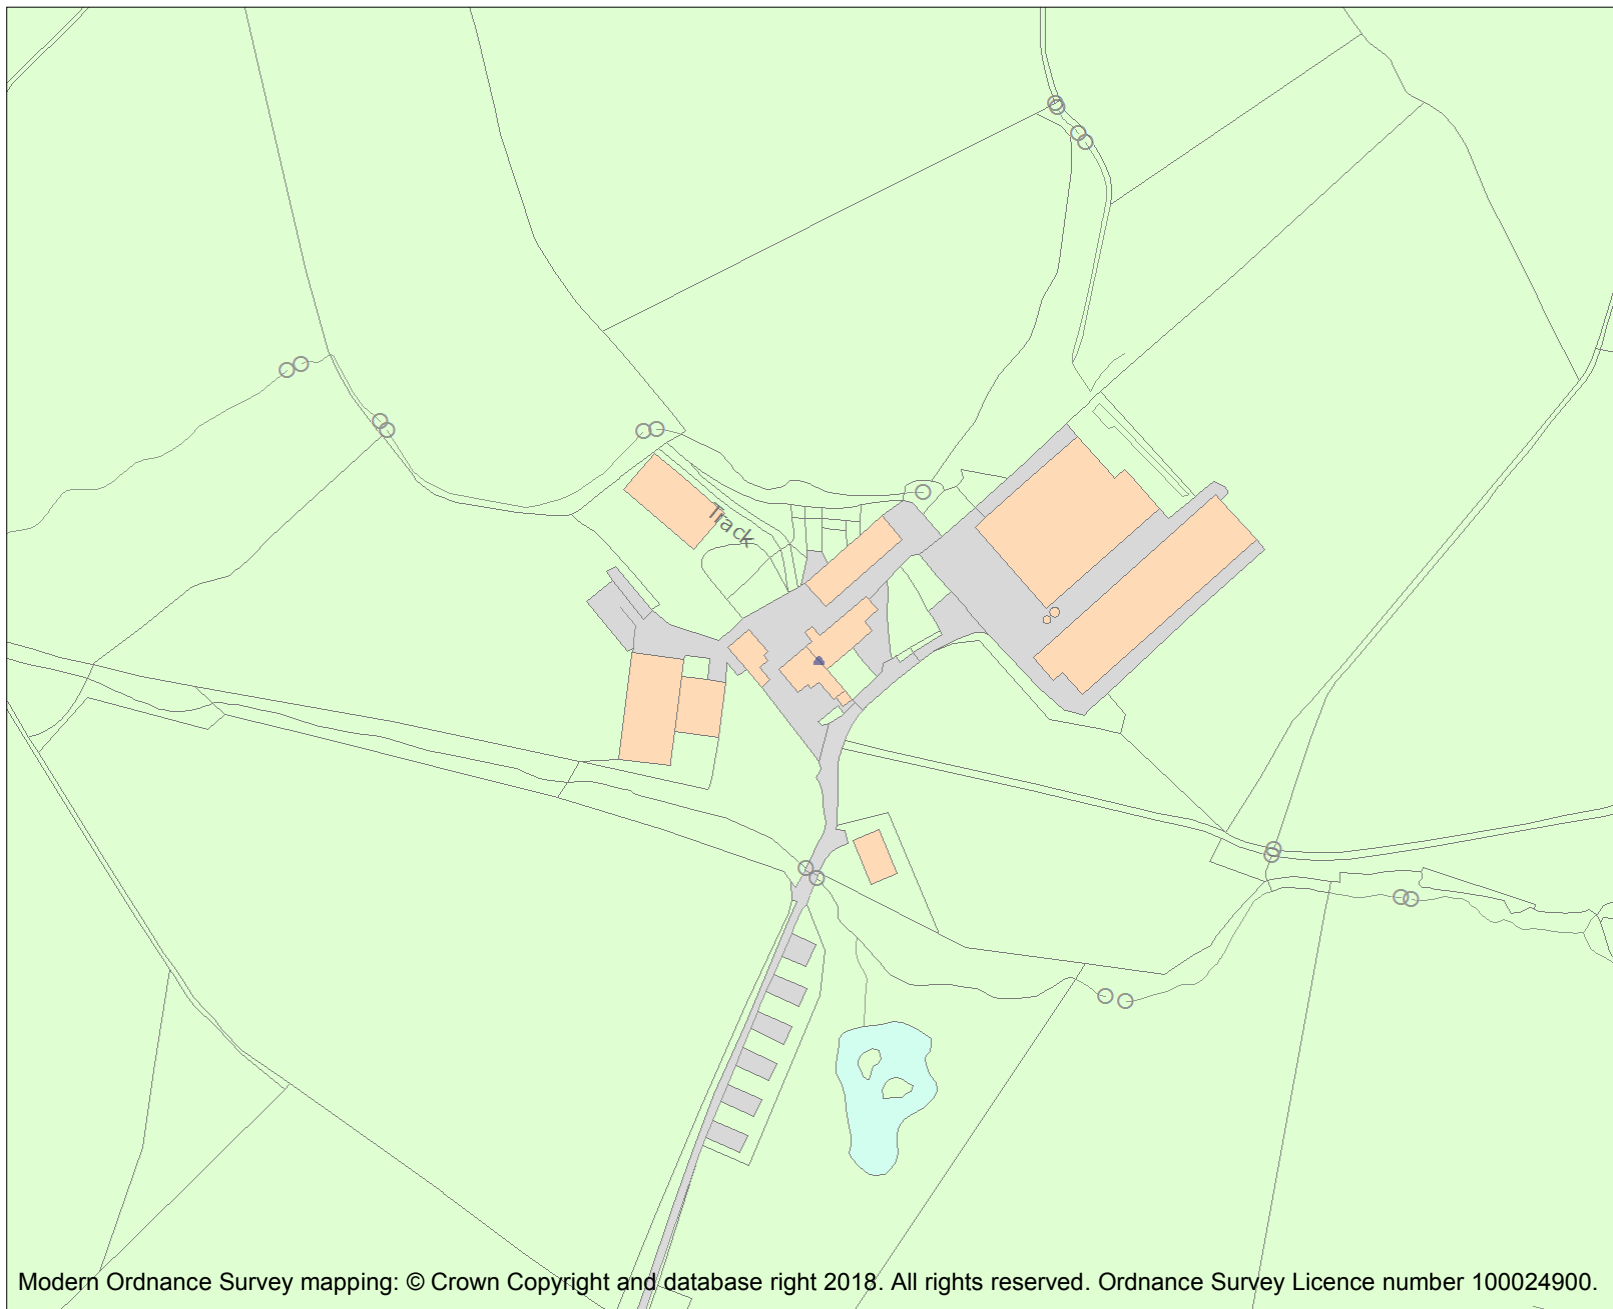 Track
Modern Ordnance Survey mapping: © Crown Copyright and database right 2018. All rights reserved. Ordnance Survey Licence number 100024900.